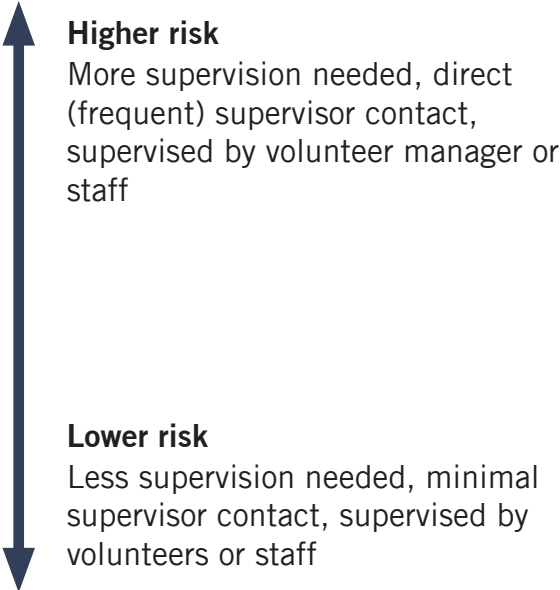 Higher risk
More supervision needed, direct
(frequent) supervisor contact,
supervised by volunteer manager or
staff
Lower risk
Less supervision needed, minimal
supervisor contact, supervised by
volunteers or staff